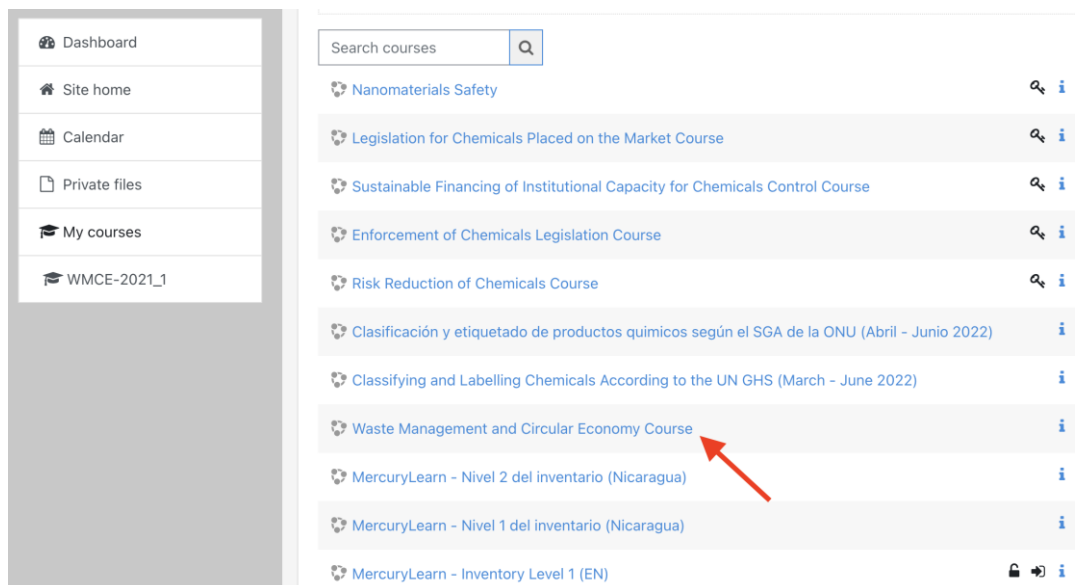 Dashboard
Site home
Calendar
Private files
My courses
WMCE-2021_1
Search courses
Nanomaterials Safety
Legislation for Chemicals Placed on the Market Course
Sustainable Financing of Institutional Capacity for Chemicals Control Course
Enforcement of Chemicals Legislation Course
Risk Reduction of Chemicals Course
Clasificación y etiquetado de productos quimicos según el SGA de la ONU (Abril - Junio 2022)
Classifying and Labelling Chemicals According to the UN GHS (March - June 2022)
Waste Management and Circular Economy Course
MercuryLearn - Nivel 2 del inventario (Nicaragua)
MercuryLearn - Nivel 1 del inventario (Nicaragua)
MercuryLearn - Inventory Level 1 (EN)